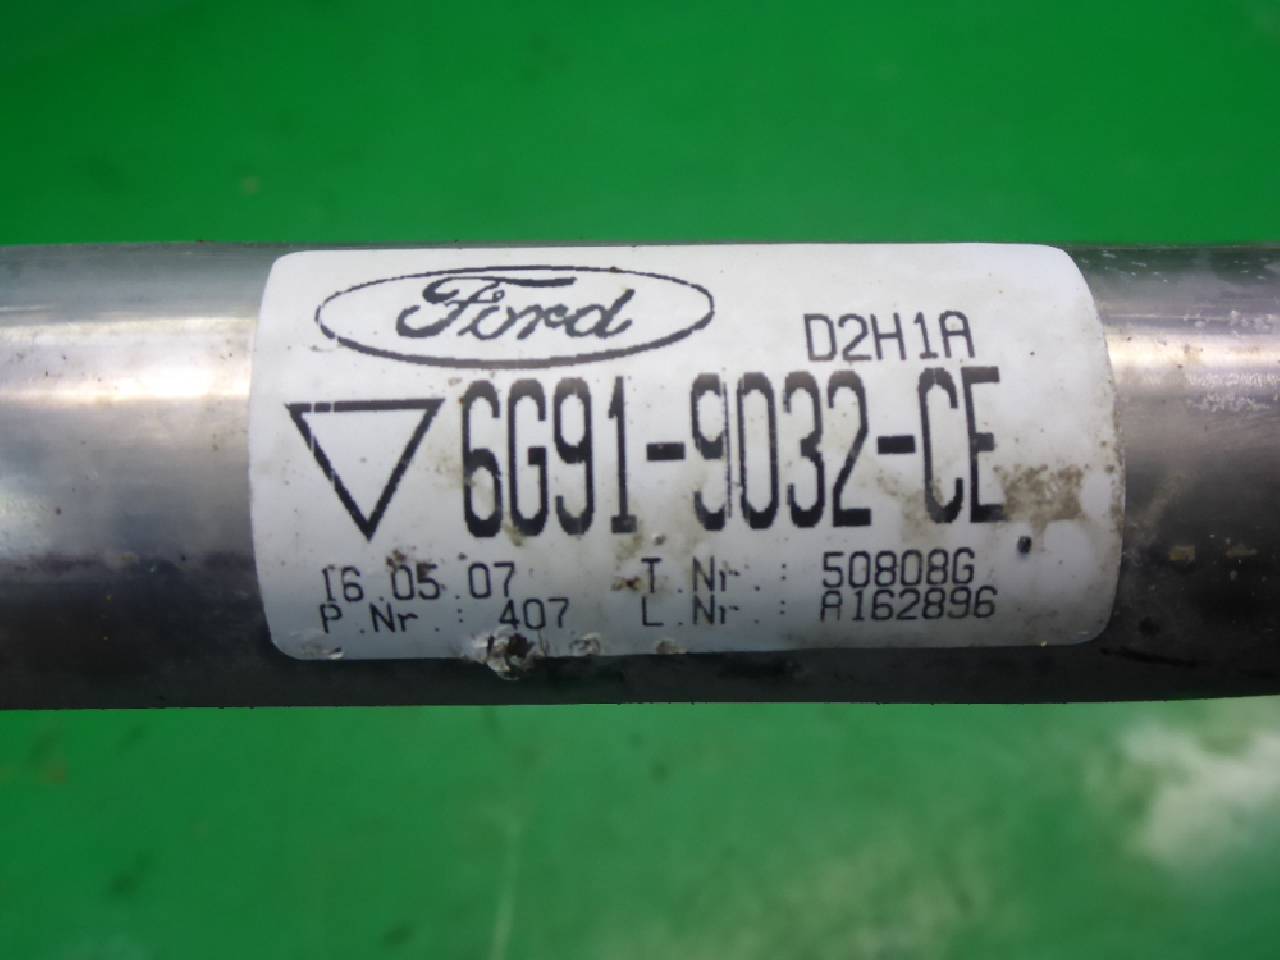 Ford
D2H1A
6G91-9032-CE
16.05.07 T.Nr.: 50808G
P.Nr.: 407 L.Nr.: A162896